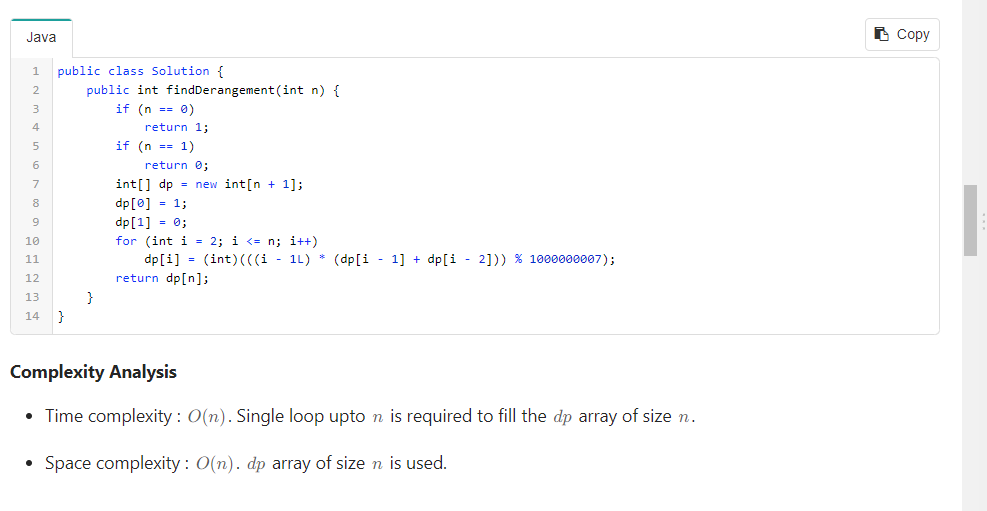 Java
Copy
1 public class Solution {
2     public int findDerangement(int n) {
3         if (n == 0)
4             return 1;
5         if (n == 1)
6             return 0;
7         int[] dp = new int[n + 1];
8         dp[0] = 1;
9         dp[1] = 0;
10         for (int i = 2; i <= n; i++)
11             dp[i] = (int)(((i - 1L) * (dp[i - 1] + dp[i - 2])) % 1000000007);
12         return dp[n];
13     }
14 }
Complexity Analysis
• Time complexity : O(n). Single loop upto n is required to fill the dp array of size n.
• Space complexity : O(n). dp array of size n is used.